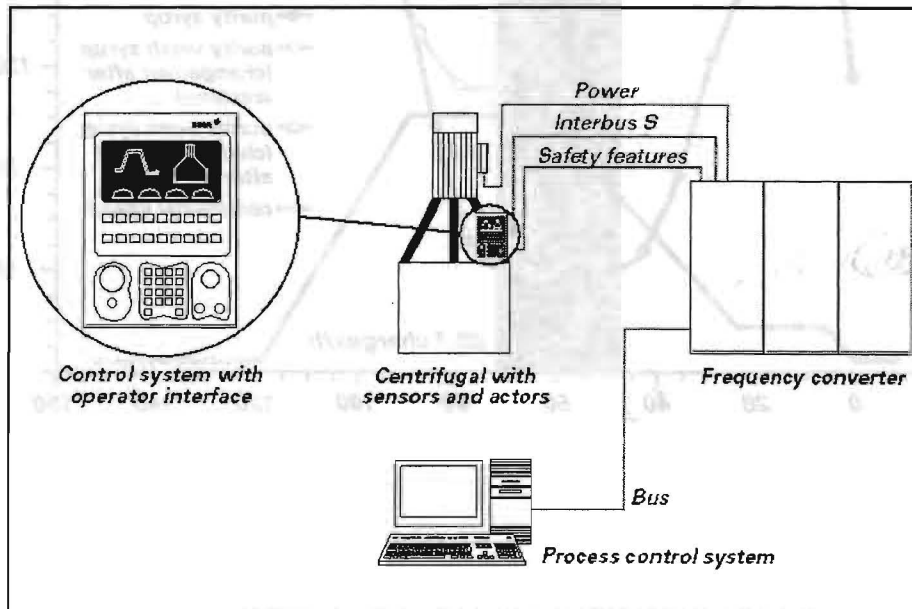 Power
Interbus S
Safety features
Control system with
operator interface
Centrifugal with
sensors and actors
Frequency converter
Bus
Process control system